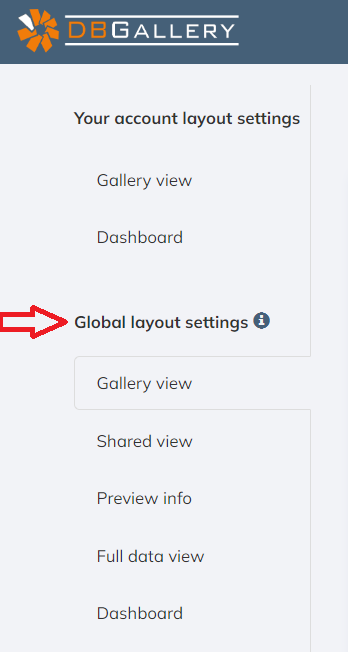 DBGALLERY
Your account layout settings
Gallery view
Dashboard
Global layout settings
Gallery view
Shared view
Preview info
Full data view
Dashboard